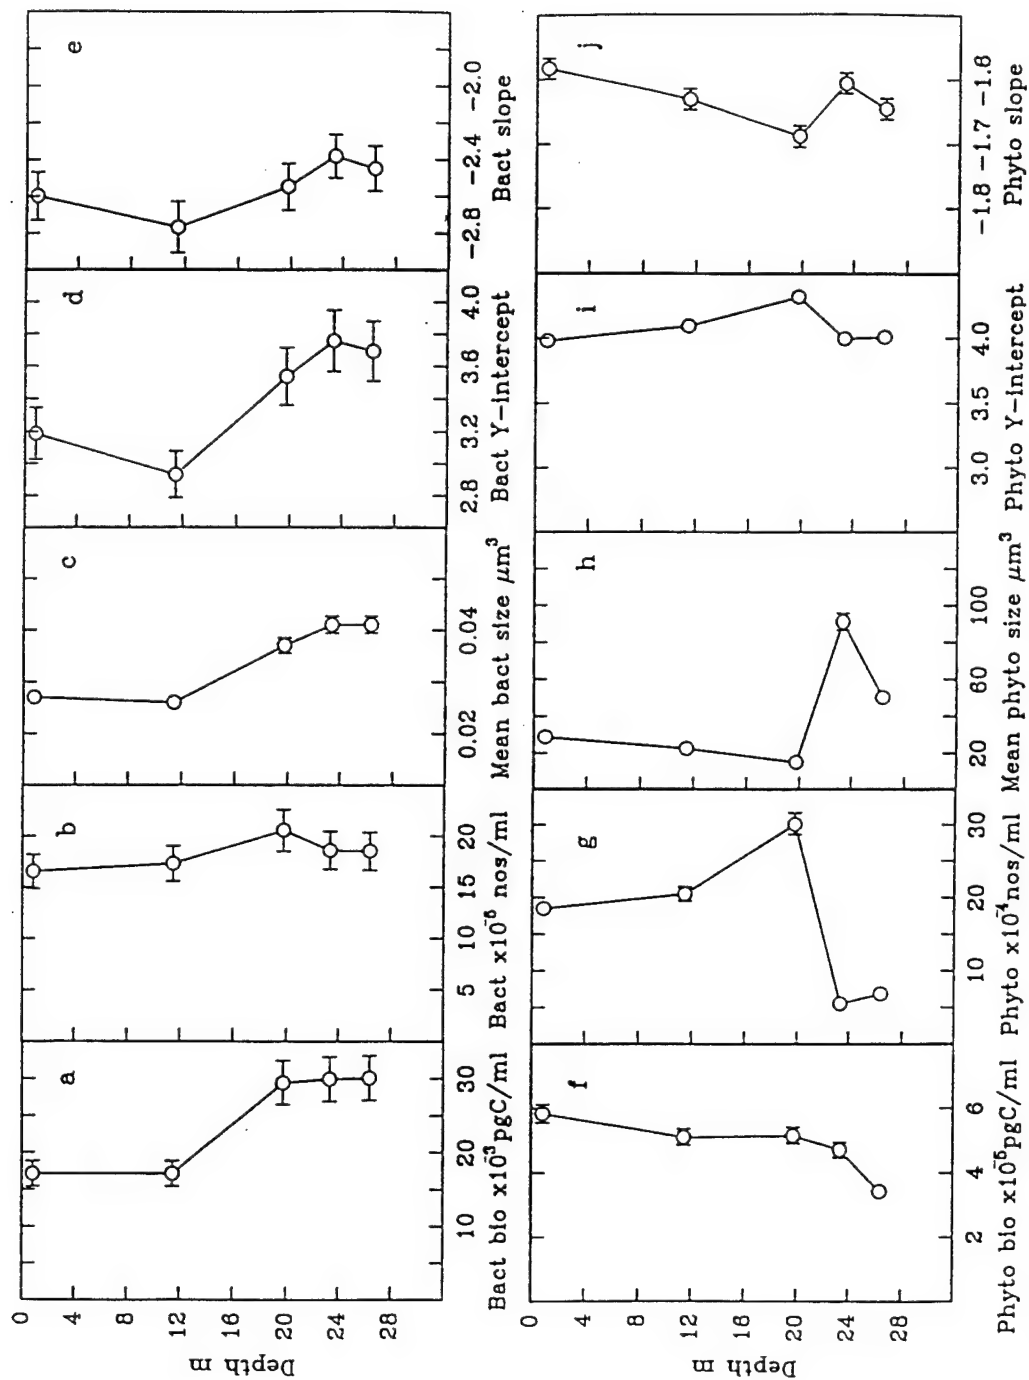 a b c d e
0
4
8
12
16
20
24
28
Depth m
10 20 30 5 10 15 20 0.02 0.04 2.8 3.2 3.6 4.0 −2.8 −2.4 −2.0
Bact bio x10⁻³pgC/ml Bact x10⁻⁵ nos/ml Mean bact size μm³ Bact Y−intercept Bact slope
f g h i j
0
4
8
12
16
20
24
28
Depth m
2 4 6 10 20 30 20 60 100 3.0 3.5 4.0 −1.8 −1.7 −1.8
Phyto bio x10⁻⁵pgC/ml Phyto x10⁻⁴nos/ml Mean phyto size μm³ Phyto Y−intercept Phyto slope